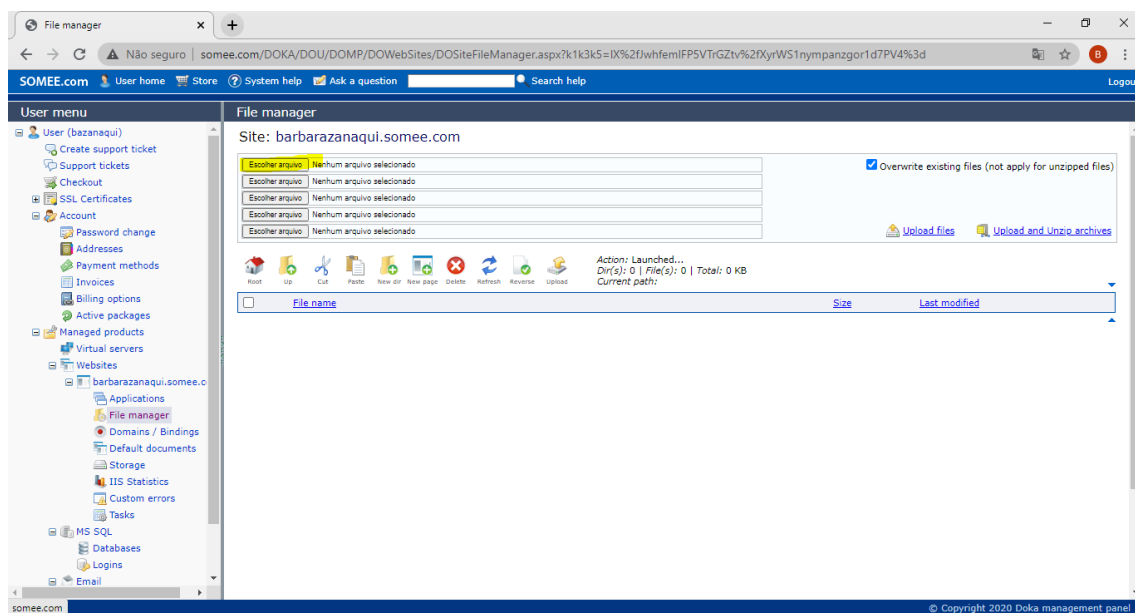 File manager
Não seguro somee.com/DOKA/DOU/DOMP/DOWebSites/DOSiteFileManager.aspx?k1k3k5=IX%2fJwhfemIFP5VTrGZtv%2fXyrWS1nympanzgor1d7PV4%3d B
SOMEE.com User home Store System help Ask a question Search help Logou
User menu
User (bazanaqui)
Create support ticket
Support tickets
Checkout
SSL Certificates
Account
Password change
Addresses
Payment methods
Invoices
Billing options
Active packages
Managed products
Virtual servers
Websites
barbarazanaqui.somee.c
Applications
File manager
Domains / Bindings
Default documents
Storage
IIS Statistics
Custom errors
Tasks
MS SQL
Databases
Logins
Email
somee.com
File manager
Site: barbarazanaqui.somee.com
Escolher arquivo Nenhum arquivo selecionado
Escolher arquivo Nenhum arquivo selecionado
Escolher arquivo Nenhum arquivo selecionado
Escolher arquivo Nenhum arquivo selecionado
Escolher arquivo Nenhum arquivo selecionado
Overwrite existing files (not apply for unzipped files)
Upload files Upload and Unzip archives
Root Up Cut Paste New dir New page Delete Refresh Reverse Upload
Action: Launched...
Dir(s): 0 | File(s): 0 | Total: 0 KB
Current path:
File name Size Last modified
© Copyright 2020 Doka management panel